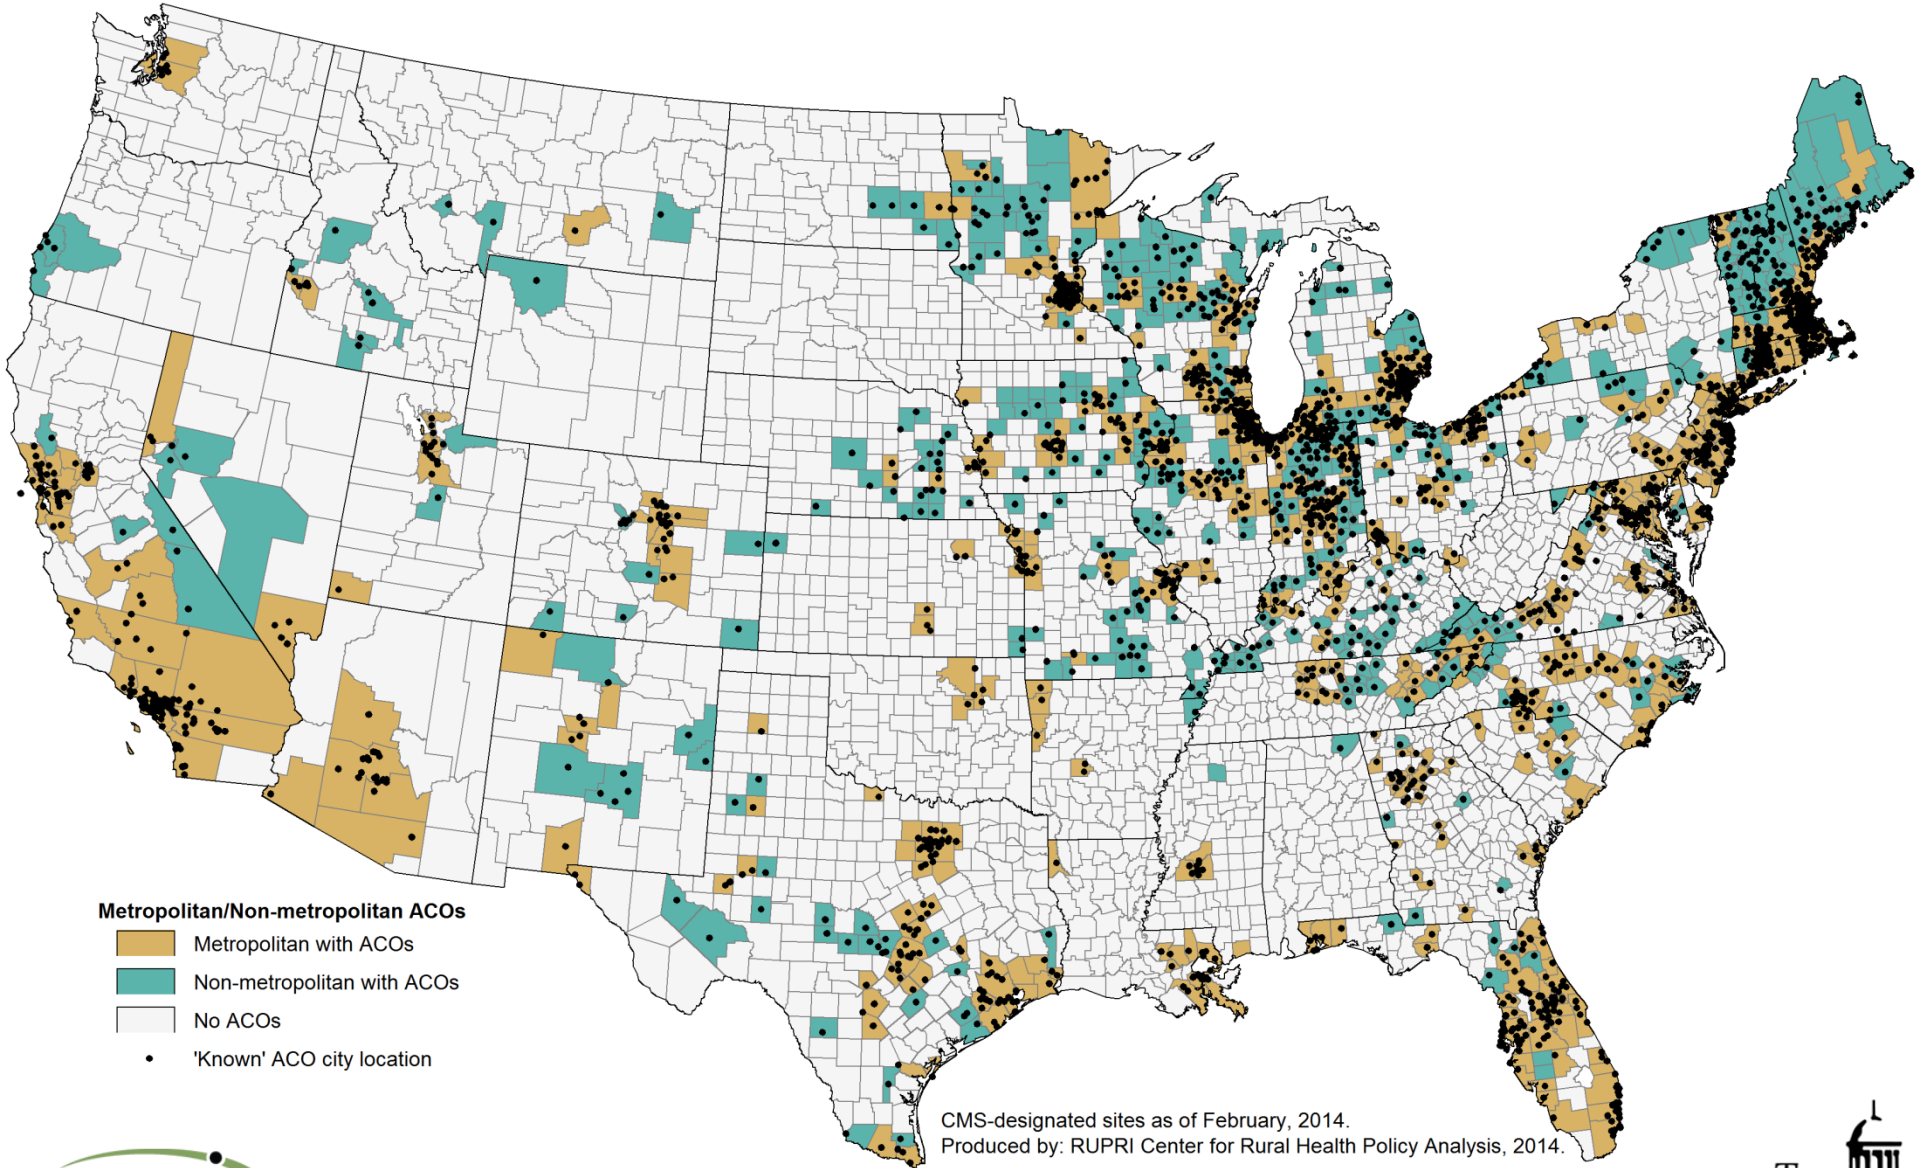 Metropolitan/Non-metropolitan ACOs
Metropolitan with ACOs
Non-metropolitan with ACOs
No ACOs
'Known' ACO city location
CMS-designated sites as of February, 2014.
Produced by: RUPRI Center for Rural Health Policy Analysis, 2014.